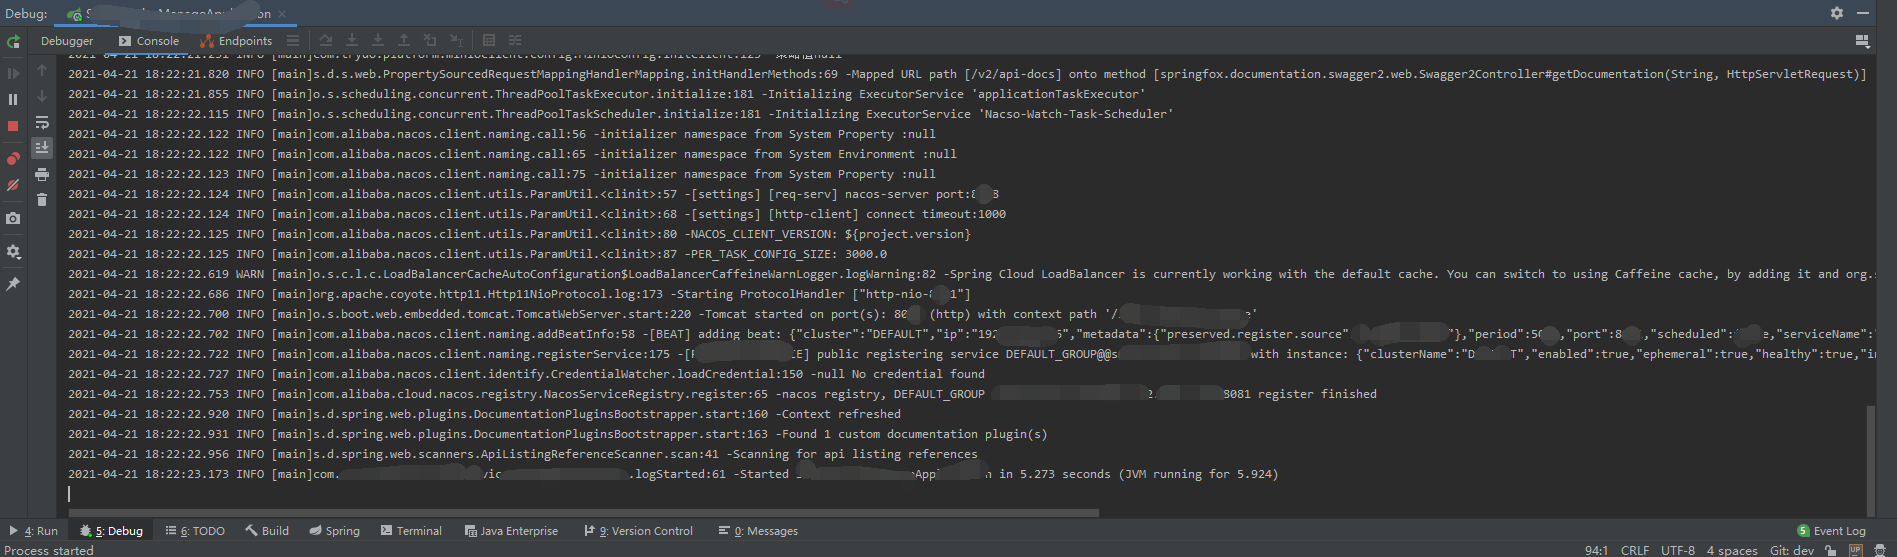 Debug:
Debugger Console Endpoints
2021-04-21 18:22:21.820 INFO [main]s.d.s.web.PropertySourcedRequestMappingHandlerMapping.initHandlerMethods:69 -Mapped URL path [/v2/api-docs] onto method [springfox.documentation.swagger2.web.Swagger2Controller#getDocumentation(String, HttpServletRequest)]
2021-04-21 18:22:21.855 INFO [main]o.s.scheduling.concurrent.ThreadPoolTaskExecutor.initialize:181 -Initializing ExecutorService 'applicationTaskExecutor'
2021-04-21 18:22:22.115 INFO [main]o.s.scheduling.concurrent.ThreadPoolTaskScheduler.initialize:181 -Initializing ExecutorService 'Nacso-Watch-Task-Scheduler'
2021-04-21 18:22:22.122 INFO [main]com.alibaba.nacos.client.naming.call:56 -initializer namespace from System Property :null
2021-04-21 18:22:22.122 INFO [main]com.alibaba.nacos.client.naming.call:65 -initializer namespace from System Environment :null
2021-04-21 18:22:22.123 INFO [main]com.alibaba.nacos.client.naming.call:75 -initializer namespace from System Property :null
2021-04-21 18:22:22.124 INFO [main]com.alibaba.nacos.client.utils.ParamUtil.<clinit>:57 -[settings] [req-serv] nacos-server port:8 8
2021-04-21 18:22:22.124 INFO [main]com.alibaba.nacos.client.utils.ParamUtil.<clinit>:68 -[settings] [http-client] connect timeout:1000
2021-04-21 18:22:22.125 INFO [main]com.alibaba.nacos.client.utils.ParamUtil.<clinit>:80 -NACOS_CLIENT_VERSION: ${project.version}
2021-04-21 18:22:22.125 INFO [main]com.alibaba.nacos.client.utils.ParamUtil.<clinit>:87 -PER_TASK_CONFIG_SIZE: 3000.0
2021-04-21 18:22:22.619 WARN [main]o.s.c.l.c.LoadBalancerCacheAutoConfiguration$LoadBalancerCaffeineWarnLogger.logWarning:82 -Spring Cloud LoadBalancer is currently working with the default cache. You can switch to using Caffeine cache, by adding it and org.s
2021-04-21 18:22:22.686 INFO [main]org.apache.coyote.http11.Http11NioProtocol.log:173 -Starting ProtocolHandler ["http-nio-8 1"]
2021-04-21 18:22:22.700 INFO [main]o.s.boot.web.embedded.tomcat.TomcatWebServer.start:220 -Tomcat started on port(s): 80 (http) with context path '/
2021-04-21 18:22:22.702 INFO [main]com.alibaba.nacos.client.naming.addBeatInfo:58 -[BEAT] adding beat: {"cluster":"DEFAULT","ip":"192 ","metadata":{"preserved.register.source" "},"period":50 ,"port":8 ,"scheduled": e,"serviceName":"
2021-04-21 18:22:22.722 INFO [main]com.alibaba.nacos.client.naming.registerService:175 -[ CE] public registering service DEFAULT_GROUP@@s with instance: {"clusterName":"D T","enabled":true,"ephemeral":true,"healthy":true,"in
2021-04-21 18:22:22.727 INFO [main]com.alibaba.nacos.client.identify.CredentialWatcher.loadCredential:150 -null No credential found
2021-04-21 18:22:22.753 INFO [main]com.alibaba.cloud.nacos.registry.NacosServiceRegistry.register:65 -nacos registry, DEFAULT_GROUP 8081 register finished
2021-04-21 18:22:22.920 INFO [main]s.d.spring.web.plugins.DocumentationPluginsBootstrapper.start:160 -Context refreshed
2021-04-21 18:22:22.931 INFO [main]s.d.spring.web.plugins.DocumentationPluginsBootstrapper.start:163 -Found 1 custom documentation plugin(s)
2021-04-21 18:22:22.956 INFO [main]s.d.spring.web.scanners.ApiListingReferenceScanner.scan:41 -Scanning for api listing references
2021-04-21 18:22:23.173 INFO [main]com. vic .logStarted:61 -Started App n in 5.273 seconds (JVM running for 5.924)
4: Run 5: Debug 6: TODO Build Spring Terminal Java Enterprise 9: Version Control 0: Messages 5 Event Log
Process started 94:1 CRLF UTF-8 4 spaces Git: dev